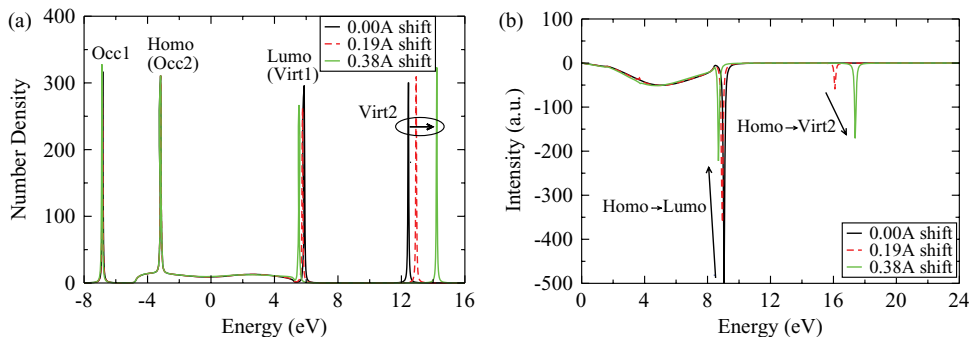 (a)
400
300
200
100
0
Number Density
-8
-4
0
4
8
12
16
Energy (eV)
Occ1
Homo
(Occ2)
Lumo
(Virt1)
Virt2
0.00A shift
0.19A shift
0.38A shift
(b)
100
0
-100
-200
-300
-400
-500
Intensity (a.u.)
0
4
8
12
16
20
24
Energy (eV)
Homo→Virt2
Homo→Lumo
0.00A shift
0.19A shift
0.38A shift